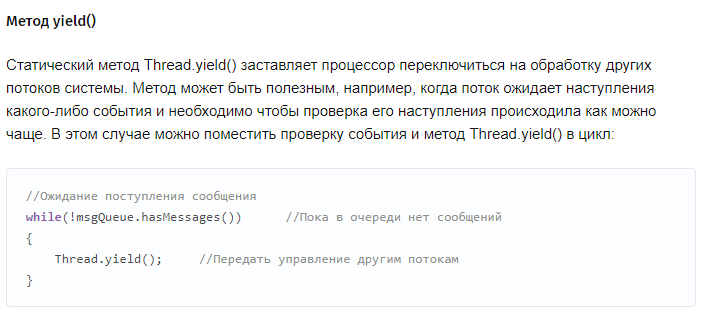 Метод yield()
Статический метод Thread.yield() заставляет процессор переключиться на обработку других
потоков системы. Метод может быть полезным, например, когда поток ожидает наступления
какого-либо события и необходимо чтобы проверка его наступления происходила как можно
чаще. В этом случае можно поместить проверку события и метод Thread.yield() в цикл:
//Ожидание поступления сообщения
while(!msgQueue.hasMessages())      //Пока в очереди нет сообщений
{
    Thread.yield();     //Передать управление другим потокам
}